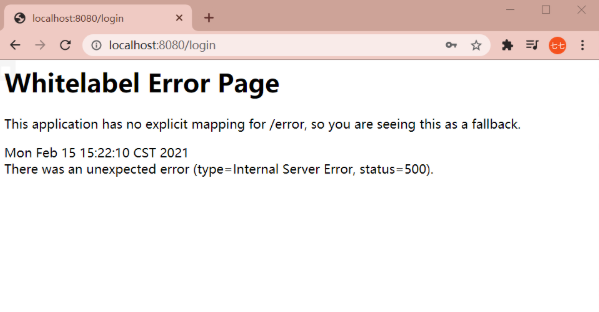 localhost:8080/login
localhost:8080/login
七七
Whitelabel Error Page
This application has no explicit mapping for /error, so you are seeing this as a fallback.
Mon Feb 15 15:22:10 CST 2021
There was an unexpected error (type=Internal Server Error, status=500).